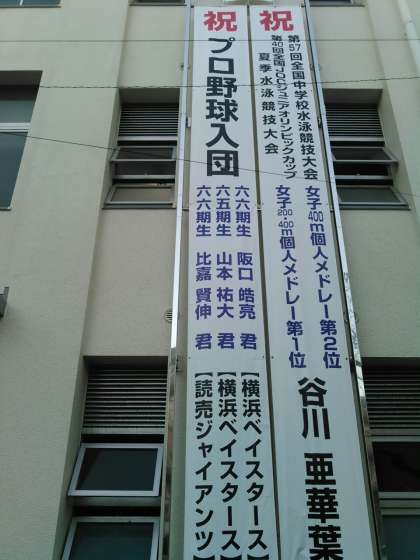 祝
第57回全国中学校水泳競技大会
女子400m個人メドレー第2位
第40回全国JOCジュニアオリンピックカップ
夏季水泳競技大会
女子200・400m個人メドレー第1位
谷川 亜華葉
祝
プロ野球入団
六六期生 阪口 皓亮 君 【横浜ベイスターズ】
六五期生 山本 祐大 君 【横浜ベイスターズ】
六六期生 比嘉 賢伸 君 【読売ジャイアンツ】